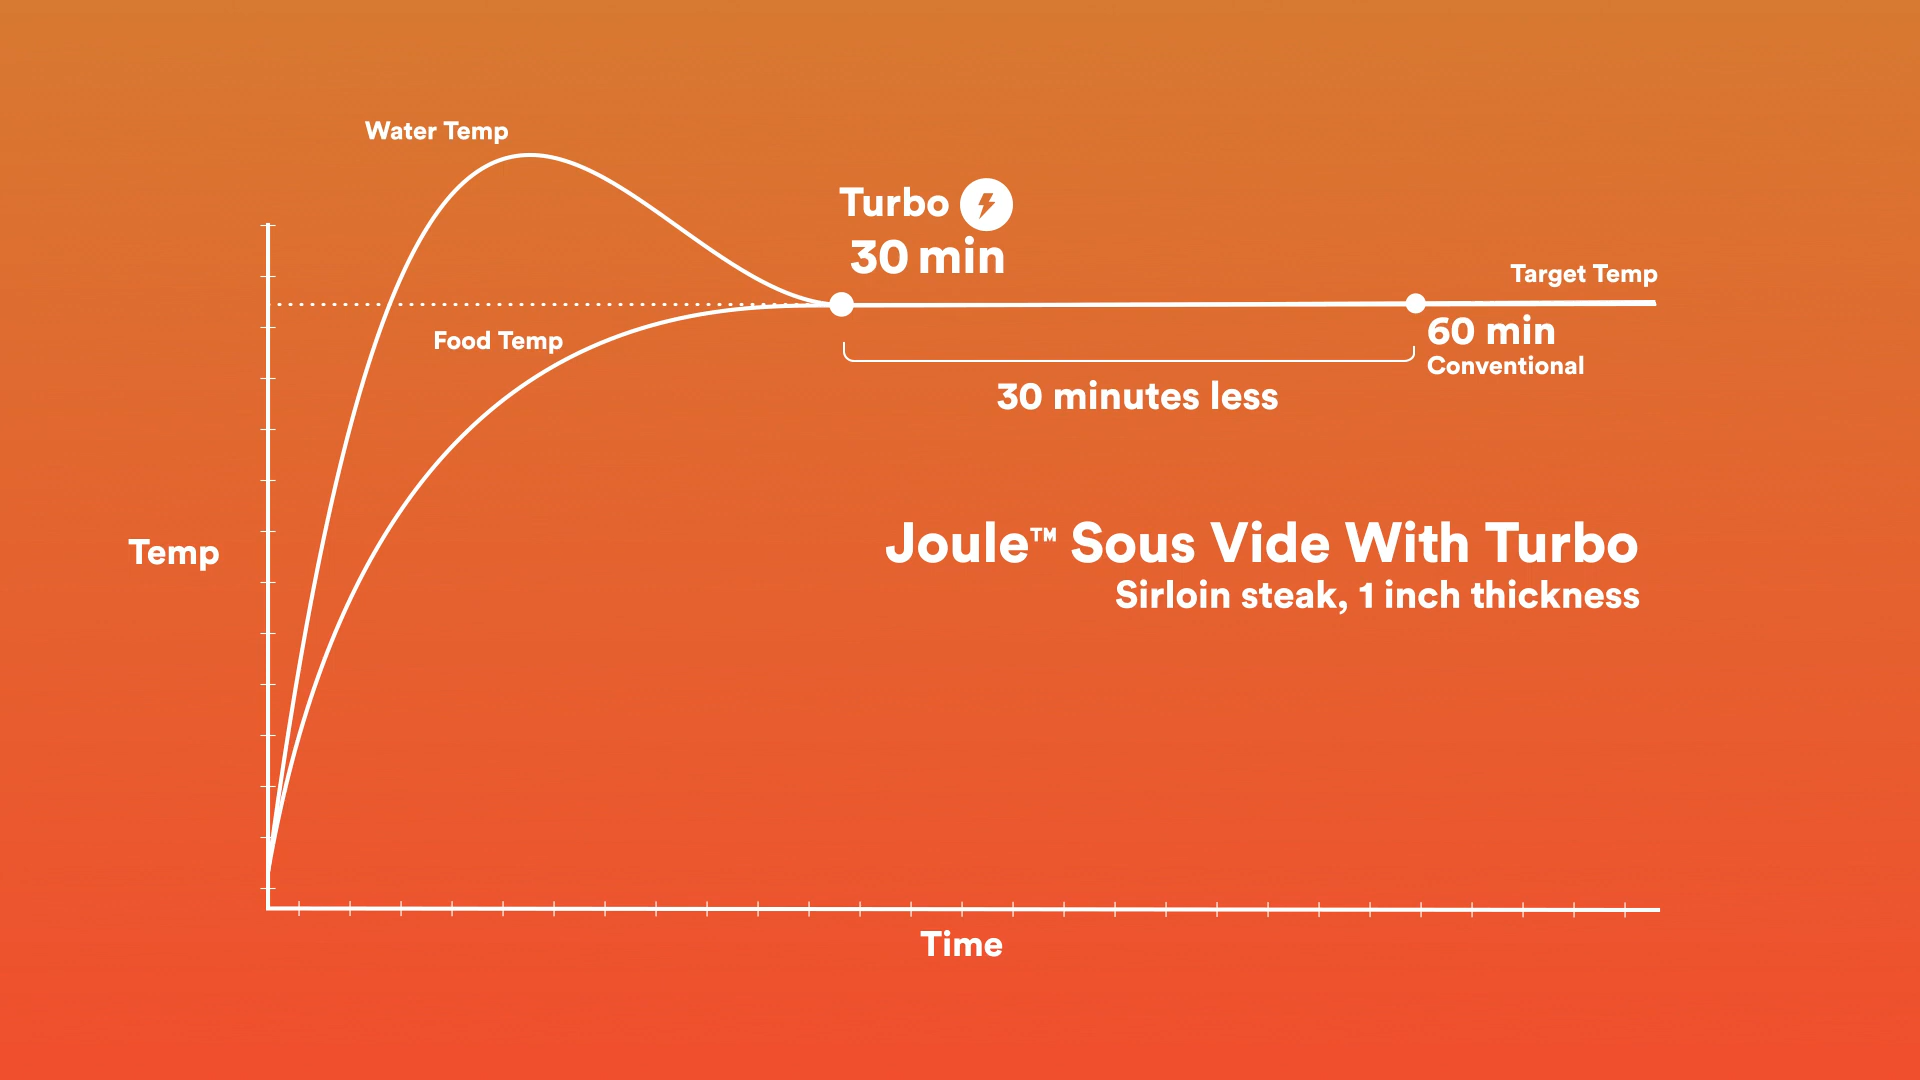 Water Temp
Turbo
30 min
Target Temp
Food Temp
60 min
Conventional
30 minutes less
Joule™ Sous Vide With Turbo
Sirloin steak, 1 inch thickness
Temp
Time